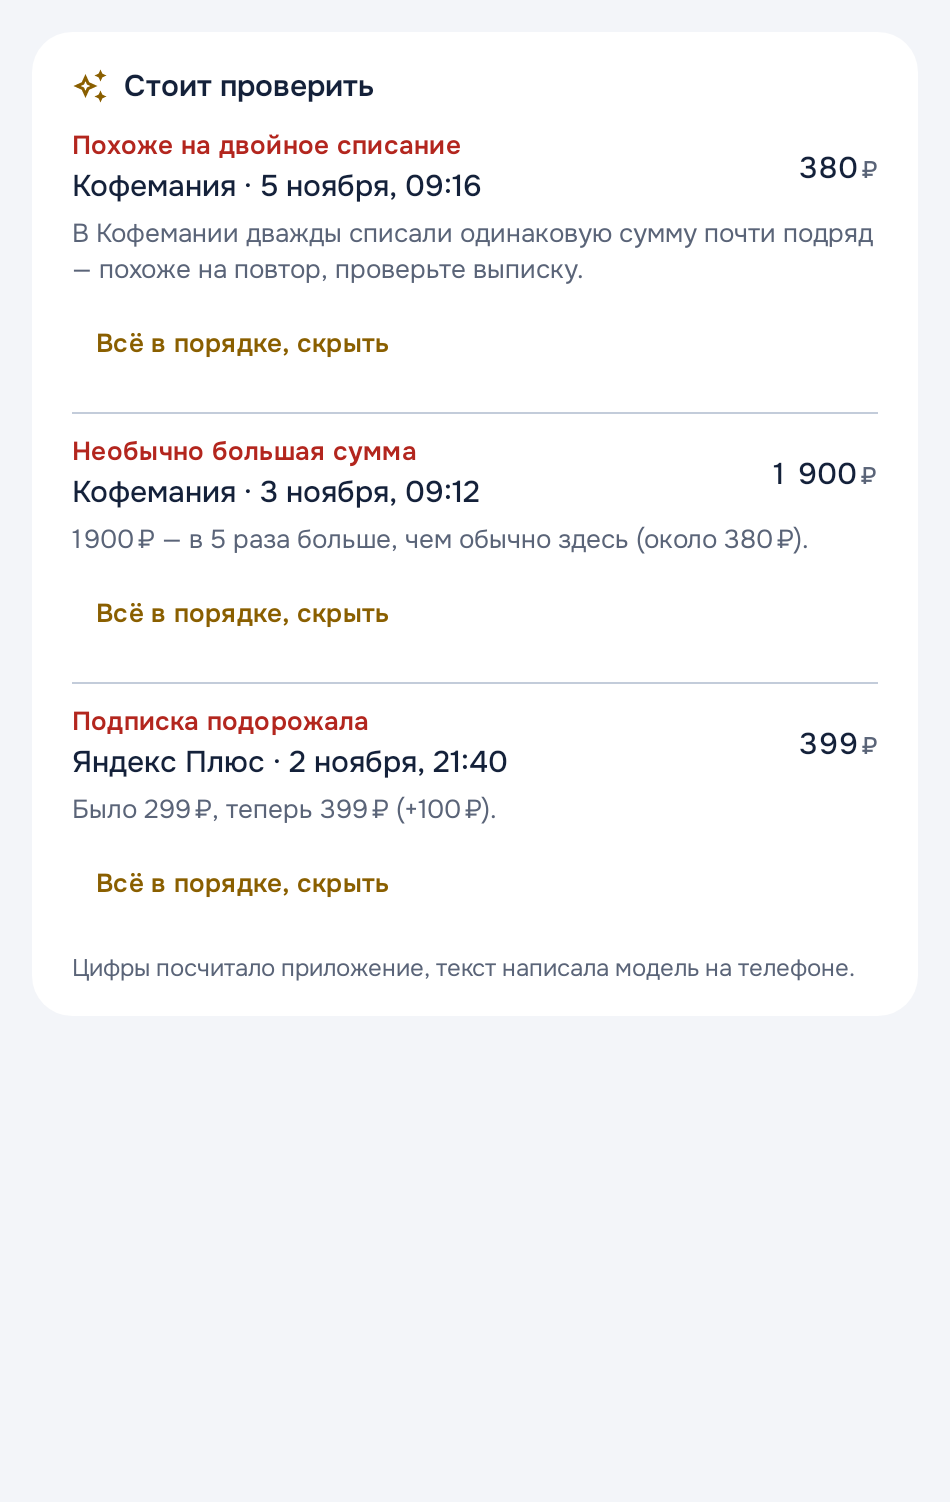 Стоит проверить
Похоже на двойное списание
Кофемания · 5 ноября, 09:16
380 ₽
В Кофемании дважды списали одинаковую сумму почти подряд
— похоже на повтор, проверьте выписку.
Всё в порядке, скрыть
Необычно большая сумма
Кофемания · 3 ноября, 09:12
1 900 ₽
1 900 ₽ — в 5 раза больше, чем обычно здесь (около 380 ₽).
Всё в порядке, скрыть
Подписка подорожала
Яндекс Плюс · 2 ноября, 21:40
399 ₽
Было 299 ₽, теперь 399 ₽ (+100 ₽).
Всё в порядке, скрыть
Цифры посчитало приложение, текст написала модель на телефоне.